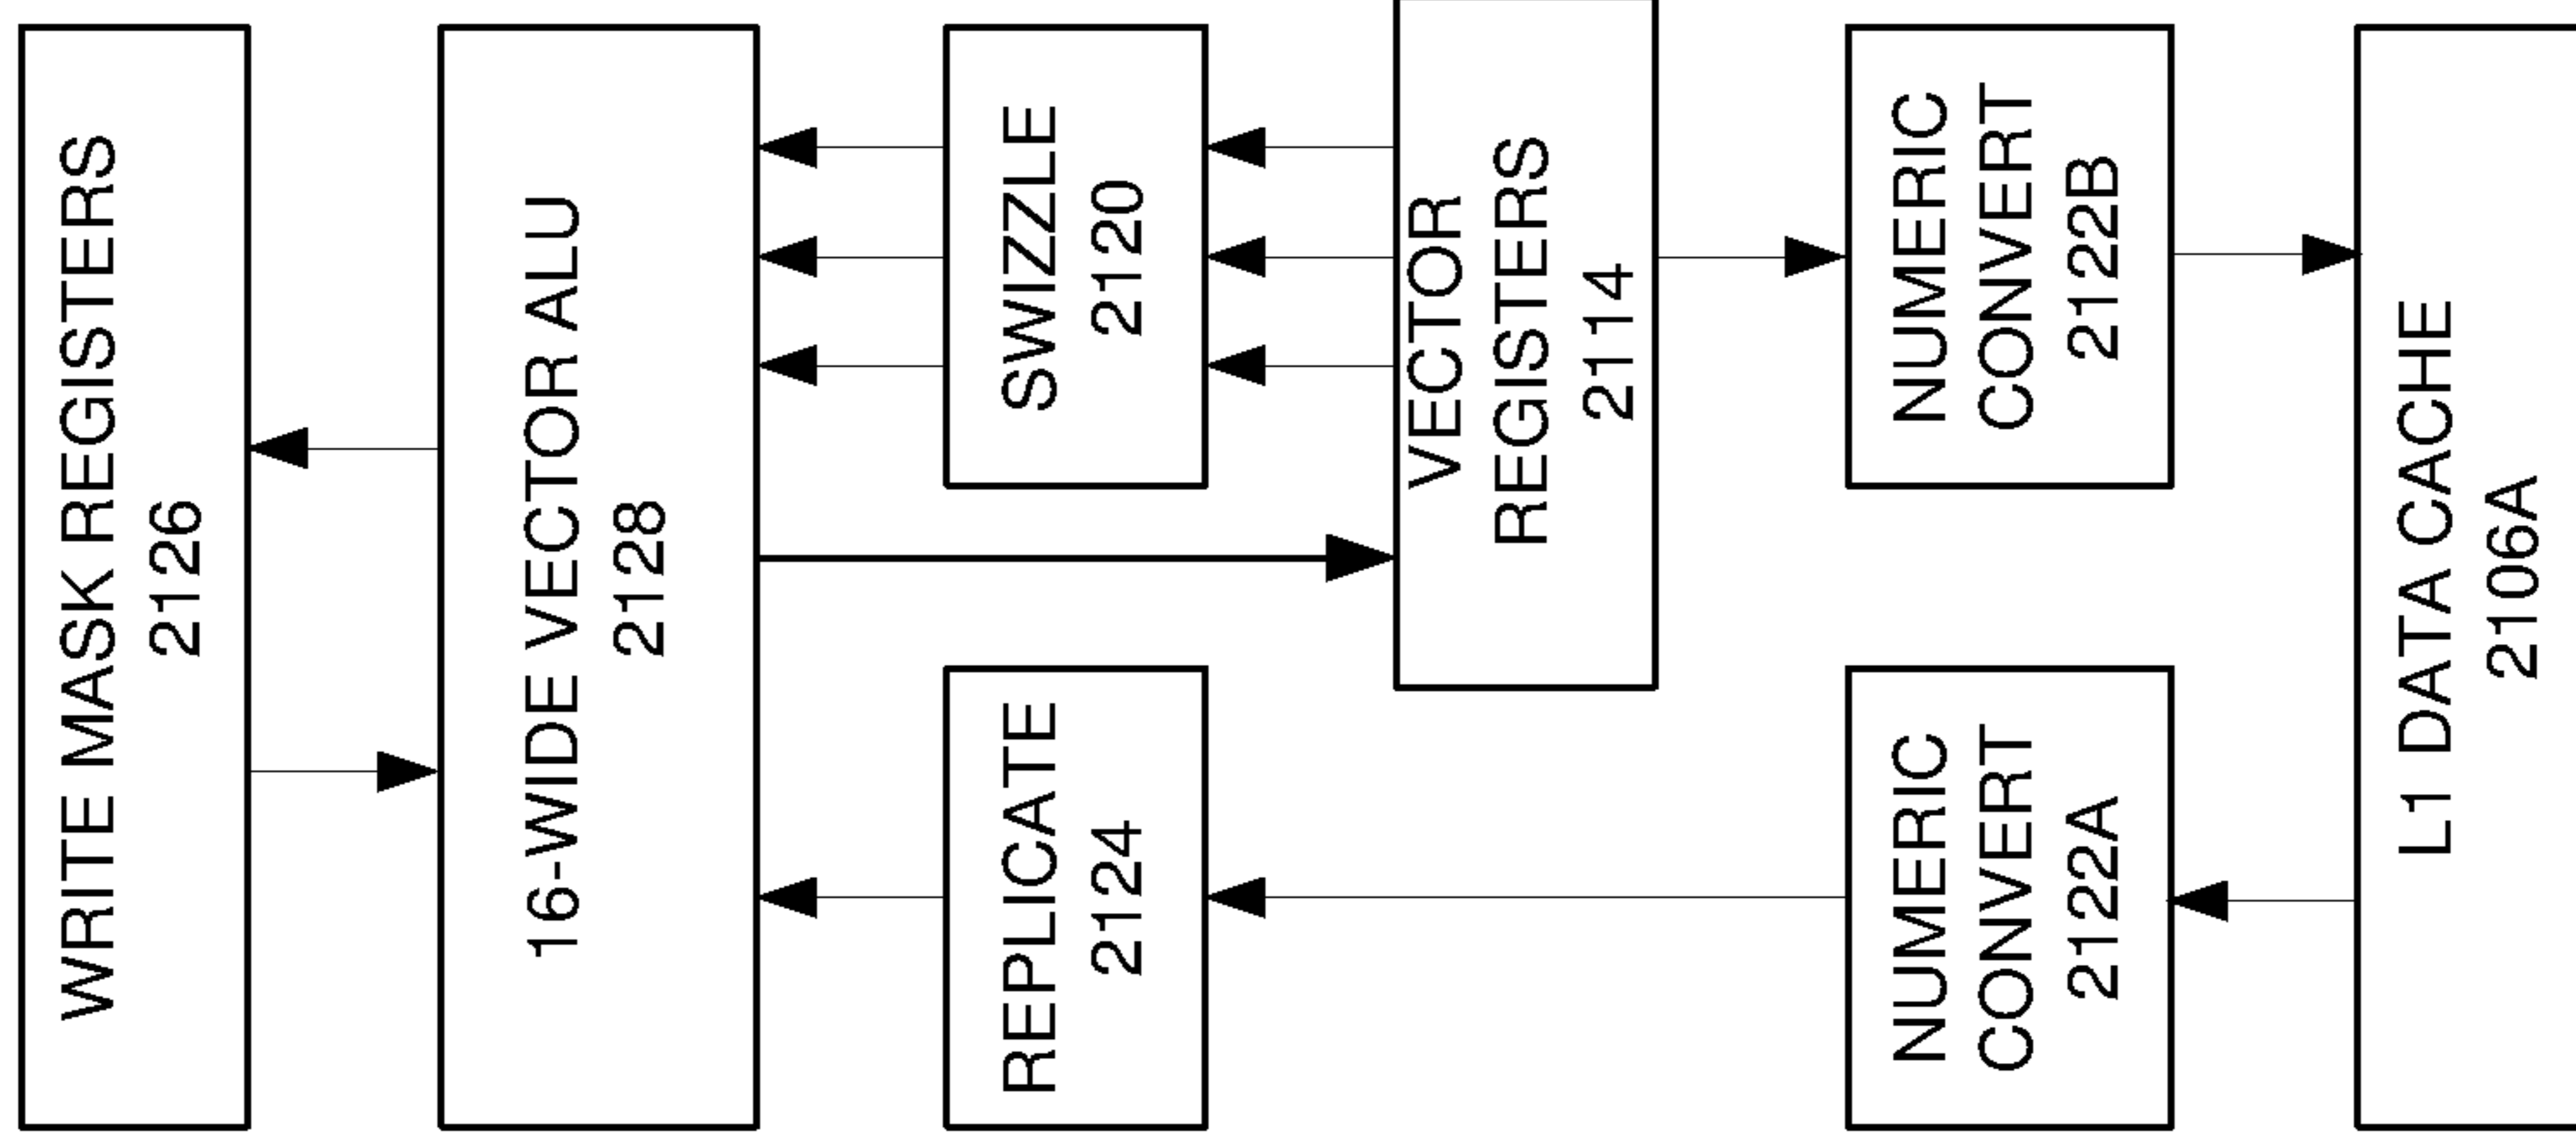 WRITE MASK REGISTERS
2126
16-WIDE VECTOR ALU
2128
REPLICATE
2124
SWIZZLE
2120
VECTOR
REGISTERS
2114
NUMERIC
CONVERT
2122A
NUMERIC
CONVERT
2122B
L1 DATA CACHE
2106A